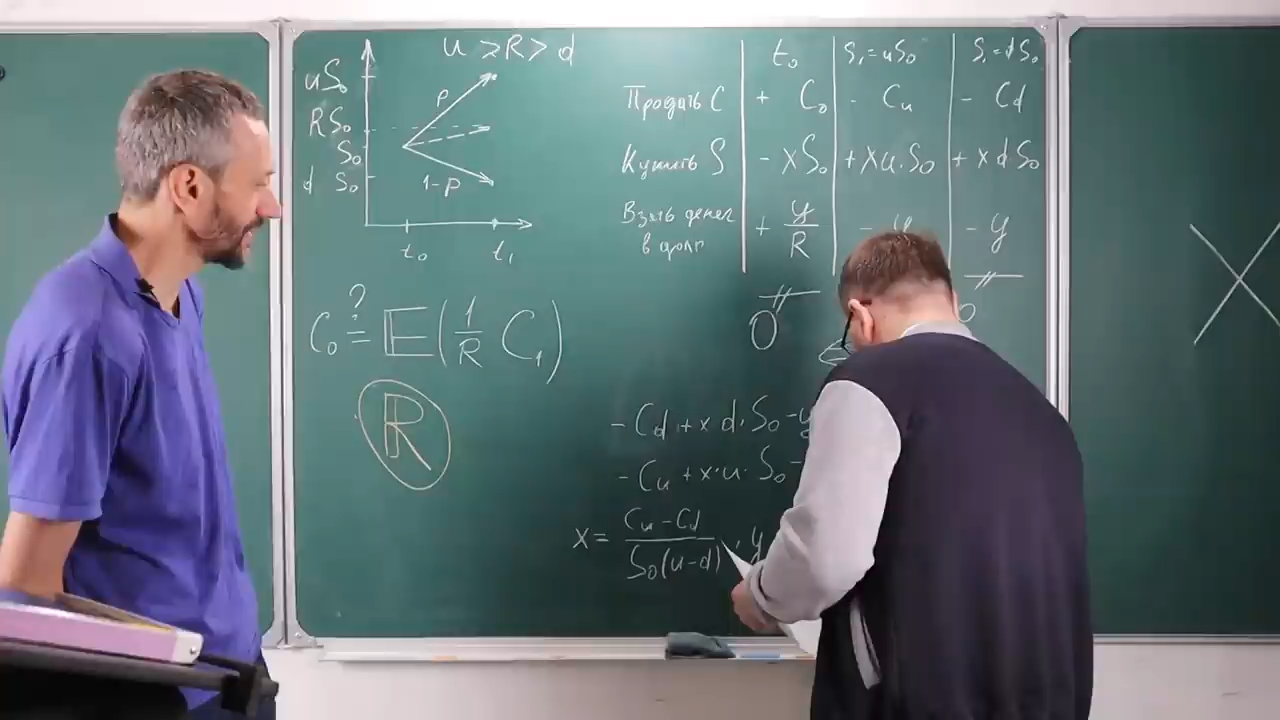 u ≥ R > d
uS₀
RS₀
S₀
d S₀
p
1-p
t₀ t₁
C₀ ?= 𝔼(1/R C₁)
ℝ
t₀ S₁=uS₀ S₁=dS₀
Продать C + C₀ - Cu - Cd
Купить S - xS₀ +xu·S₀ + x d S₀
Взять денег
в долг + y/R - y - y
0 0
-Cd + x d·S₀ -y
-Cu + x·u·S₀ -
x = (Cu - Cd)/(S₀(u-d)), y